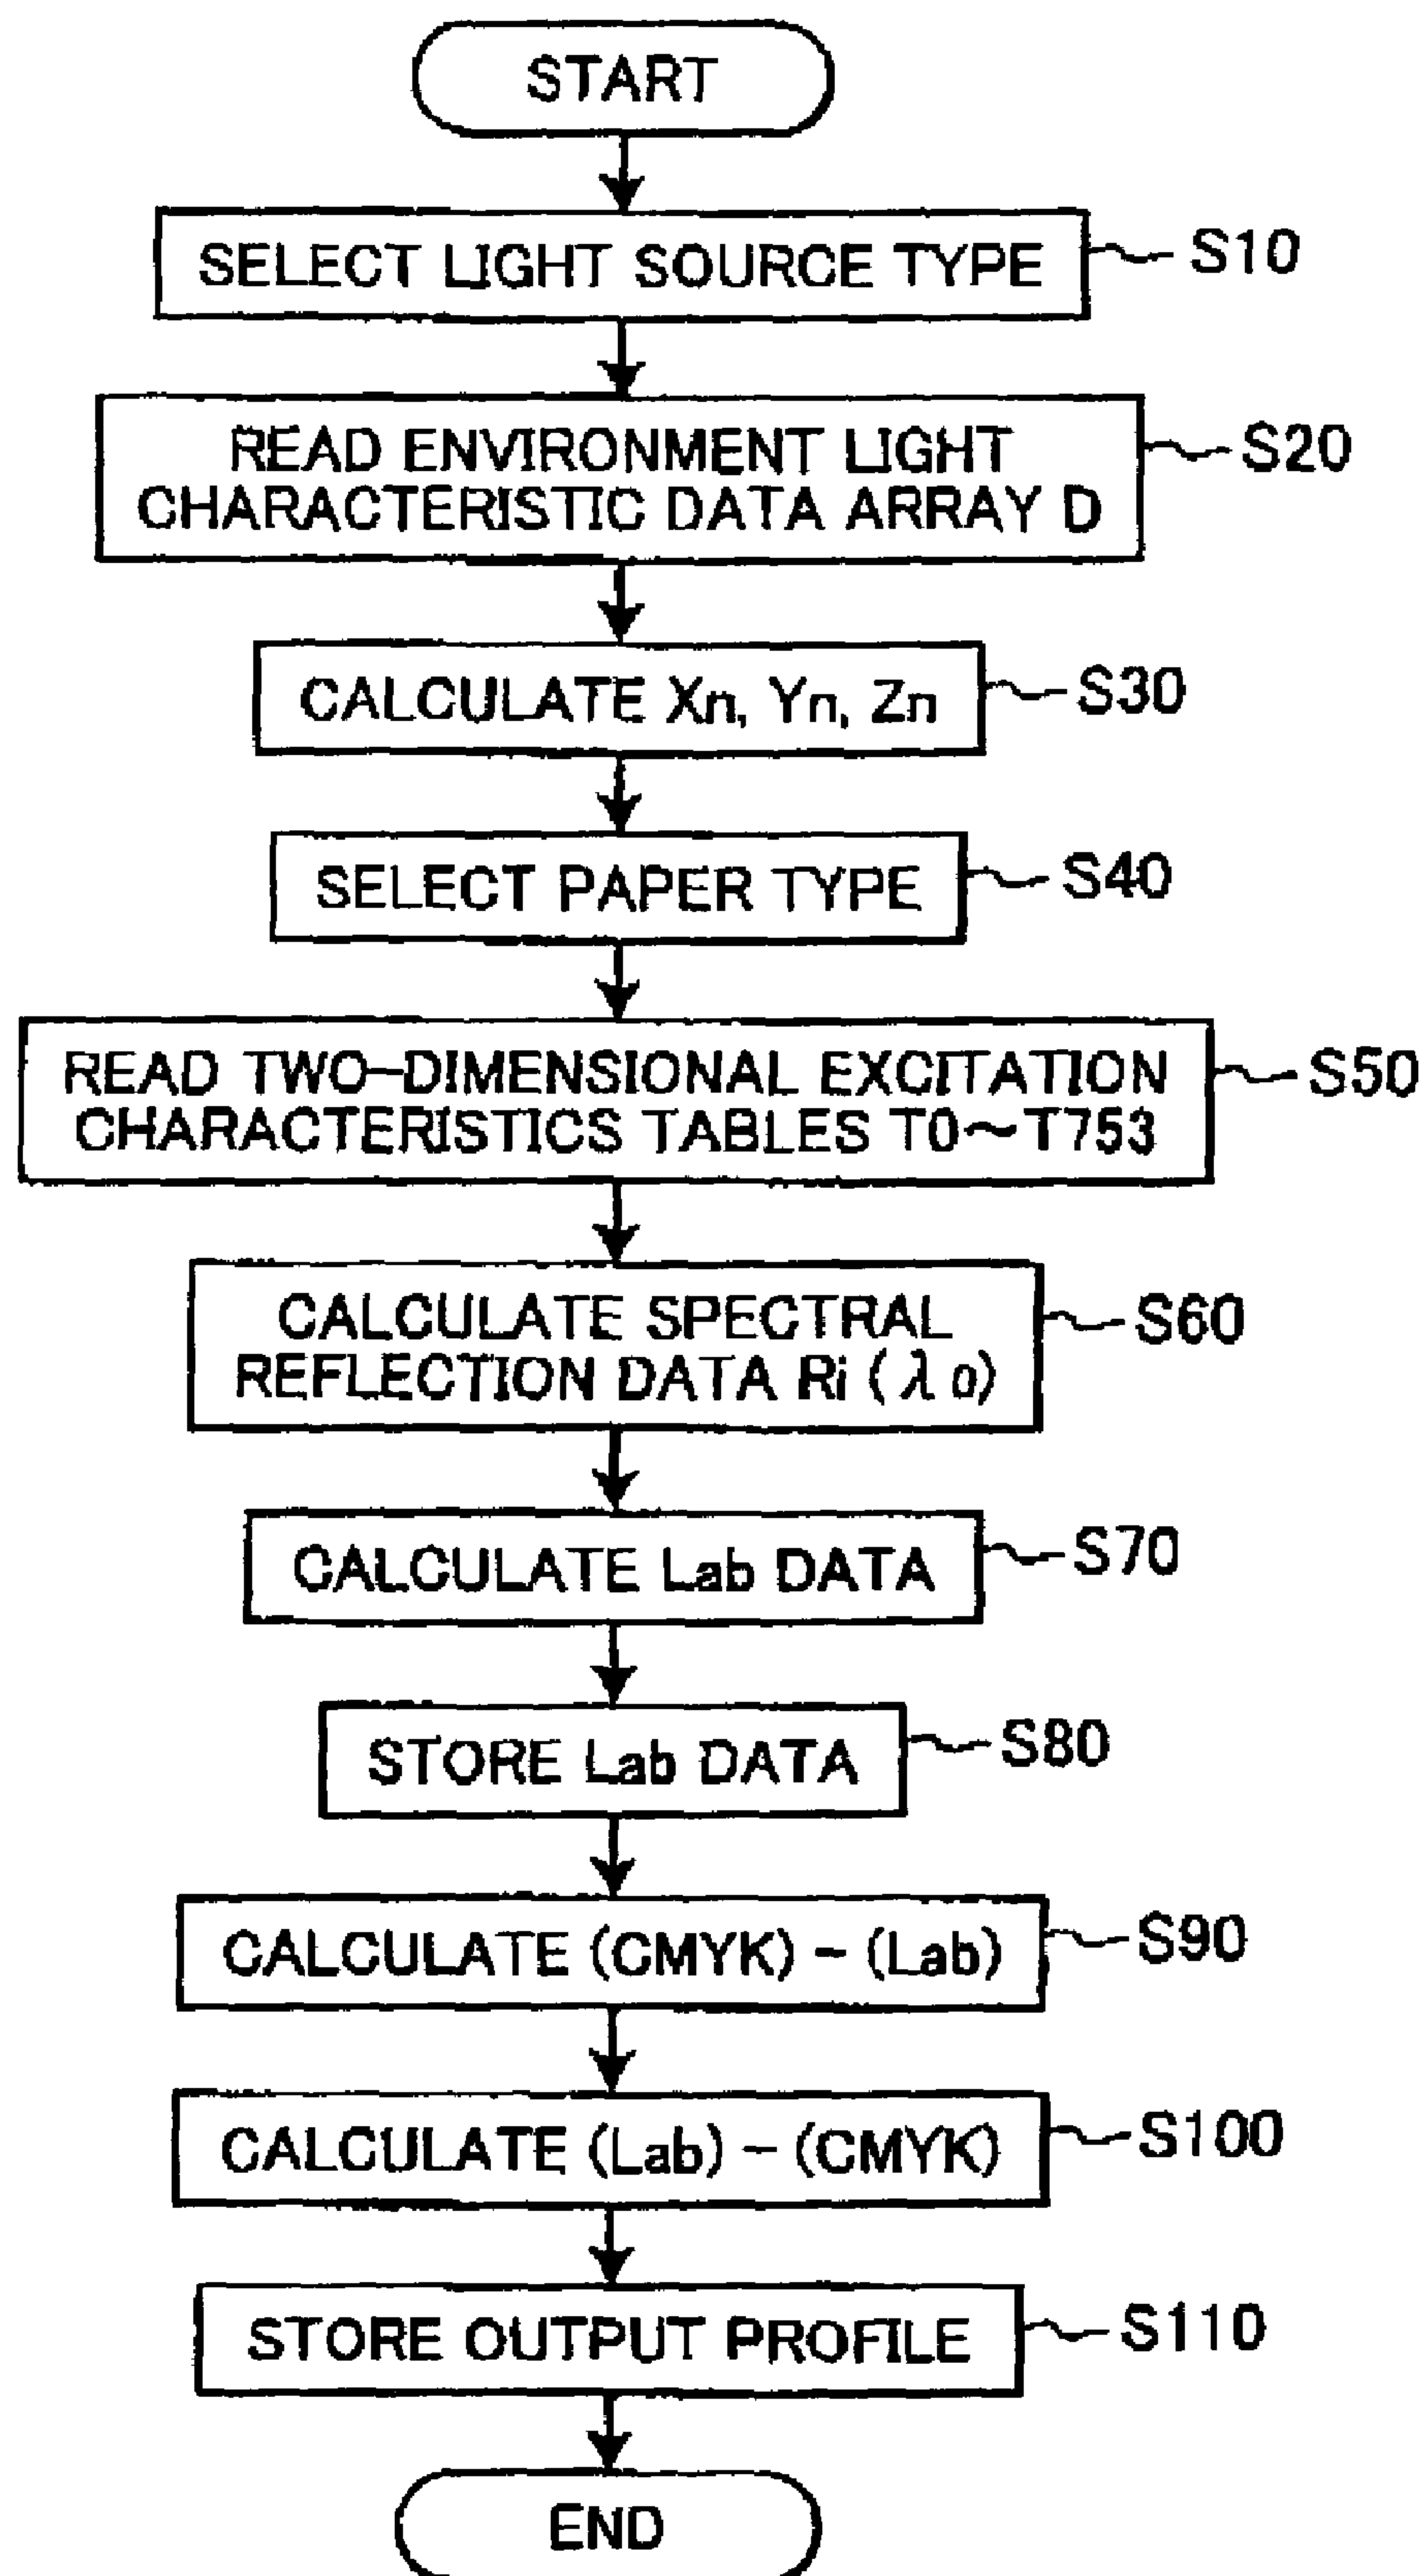 START
SELECT LIGHT SOURCE TYPE
S10
READ ENVIRONMENT LIGHT
CHARACTERISTIC DATA ARRAY D
S20
CALCULATE Xn, Yn, Zn
S30
SELECT PAPER TYPE
S40
READ TWO-DIMENSIONAL EXCITATION
CHARACTERISTICS TABLES T0~T753
S50
CALCULATE SPECTRAL
REFLECTION DATA Ri (λo)
S60
CALCULATE Lab DATA
S70
STORE Lab DATA
S80
CALCULATE (CMYK) - (Lab)
S90
CALCULATE (Lab) - (CMYK)
S100
STORE OUTPUT PROFILE
S110
END